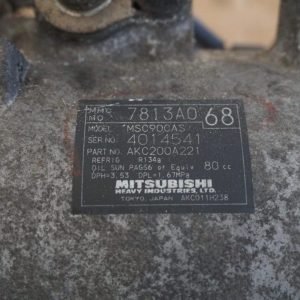 MMC NO 7813A0 68
MODEL MSC90CAS
SER NO. 4014541
PART NO. AKC200A221
REFRIG R134a
OIL SUN PAG56 or Equiv 80 cc
DPH=3.53 DPL=1.67MPa
MITSUBISHI
HEAVY INDUSTRIES, LTD.
TOKYO, JAPAN AKC011H238